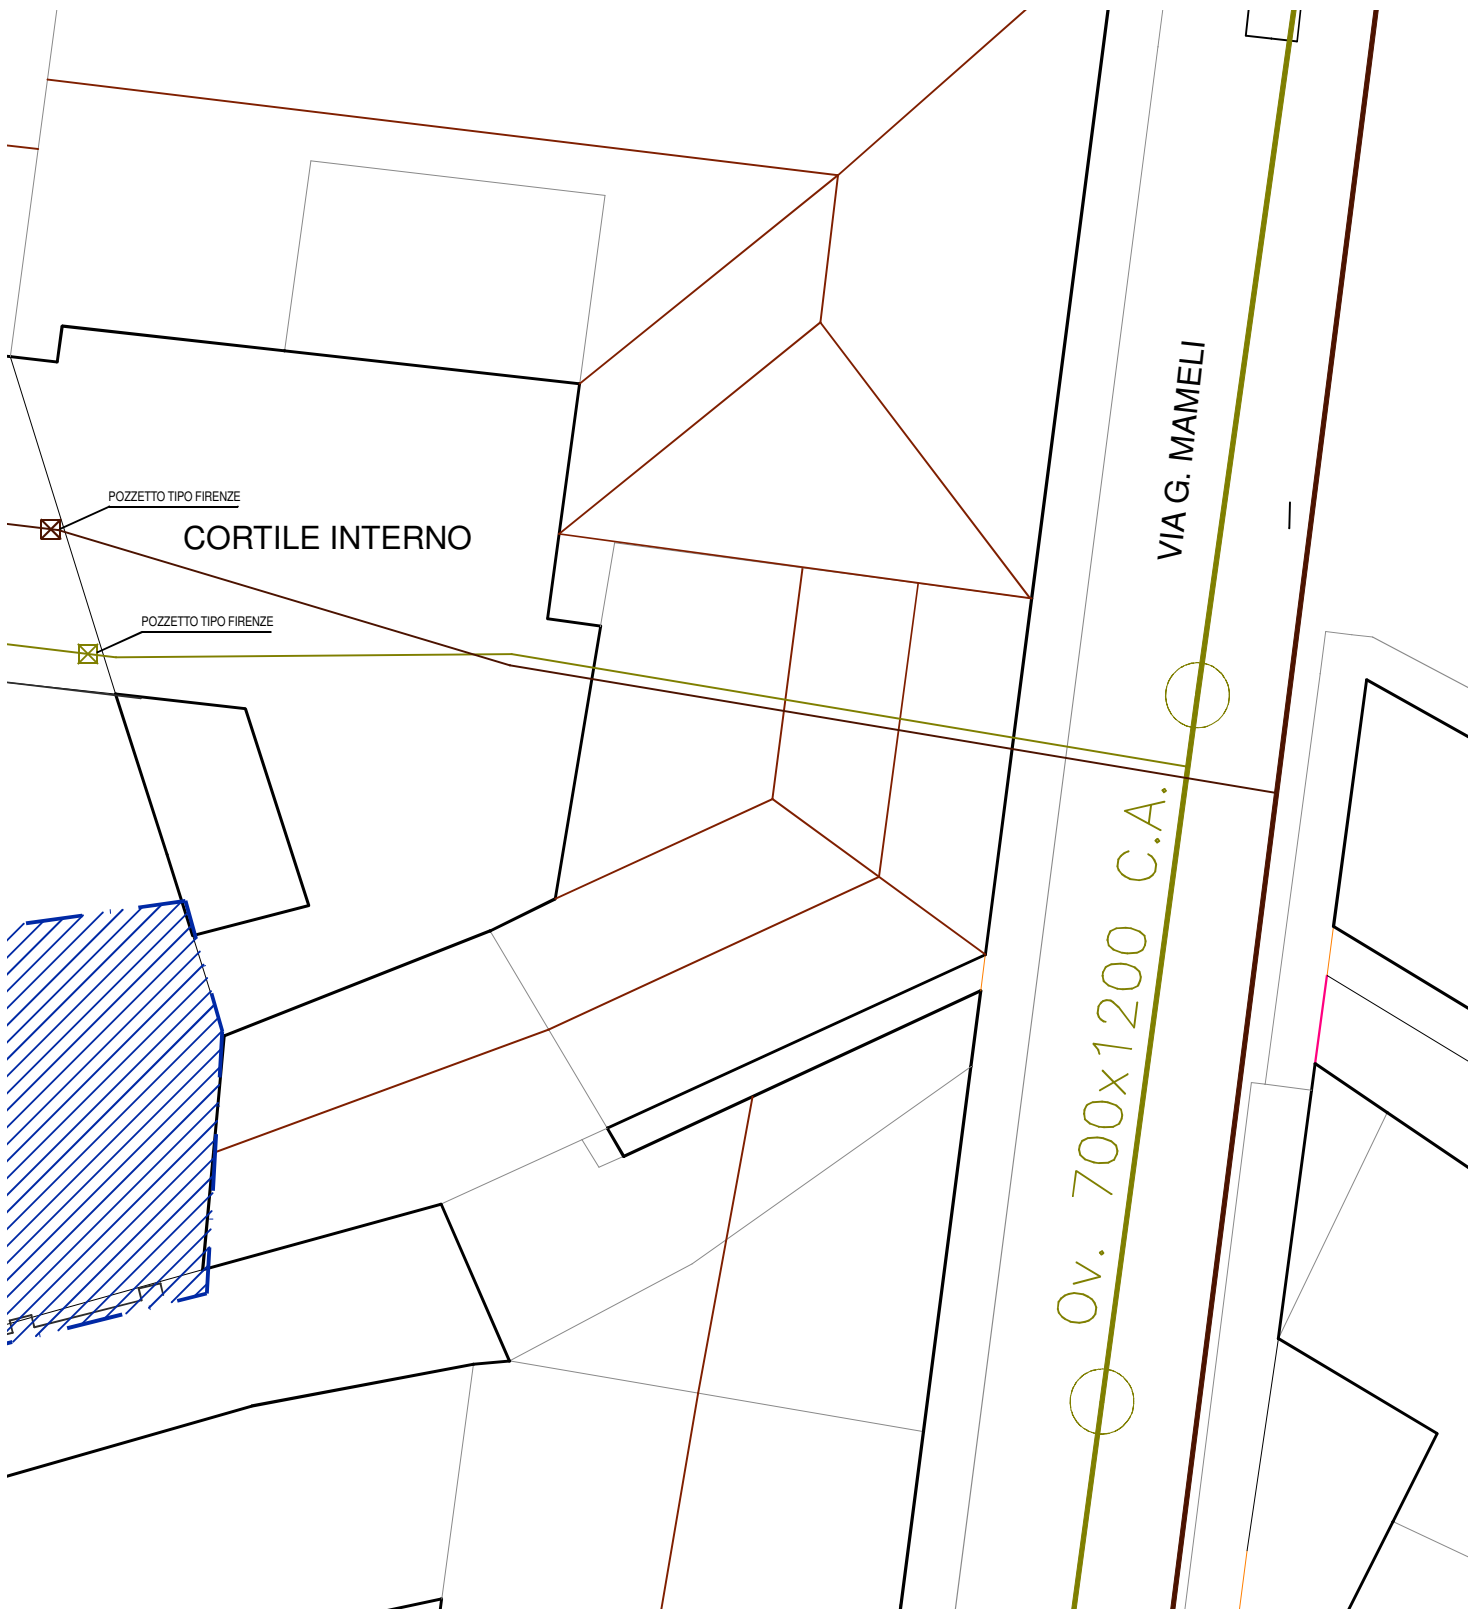 VIA G. MAMELI
POZZETTO TIPO FIRENZE
CORTILE INTERNO
POZZETTO TIPO FIRENZE
Ov. 700x1200 C.A.